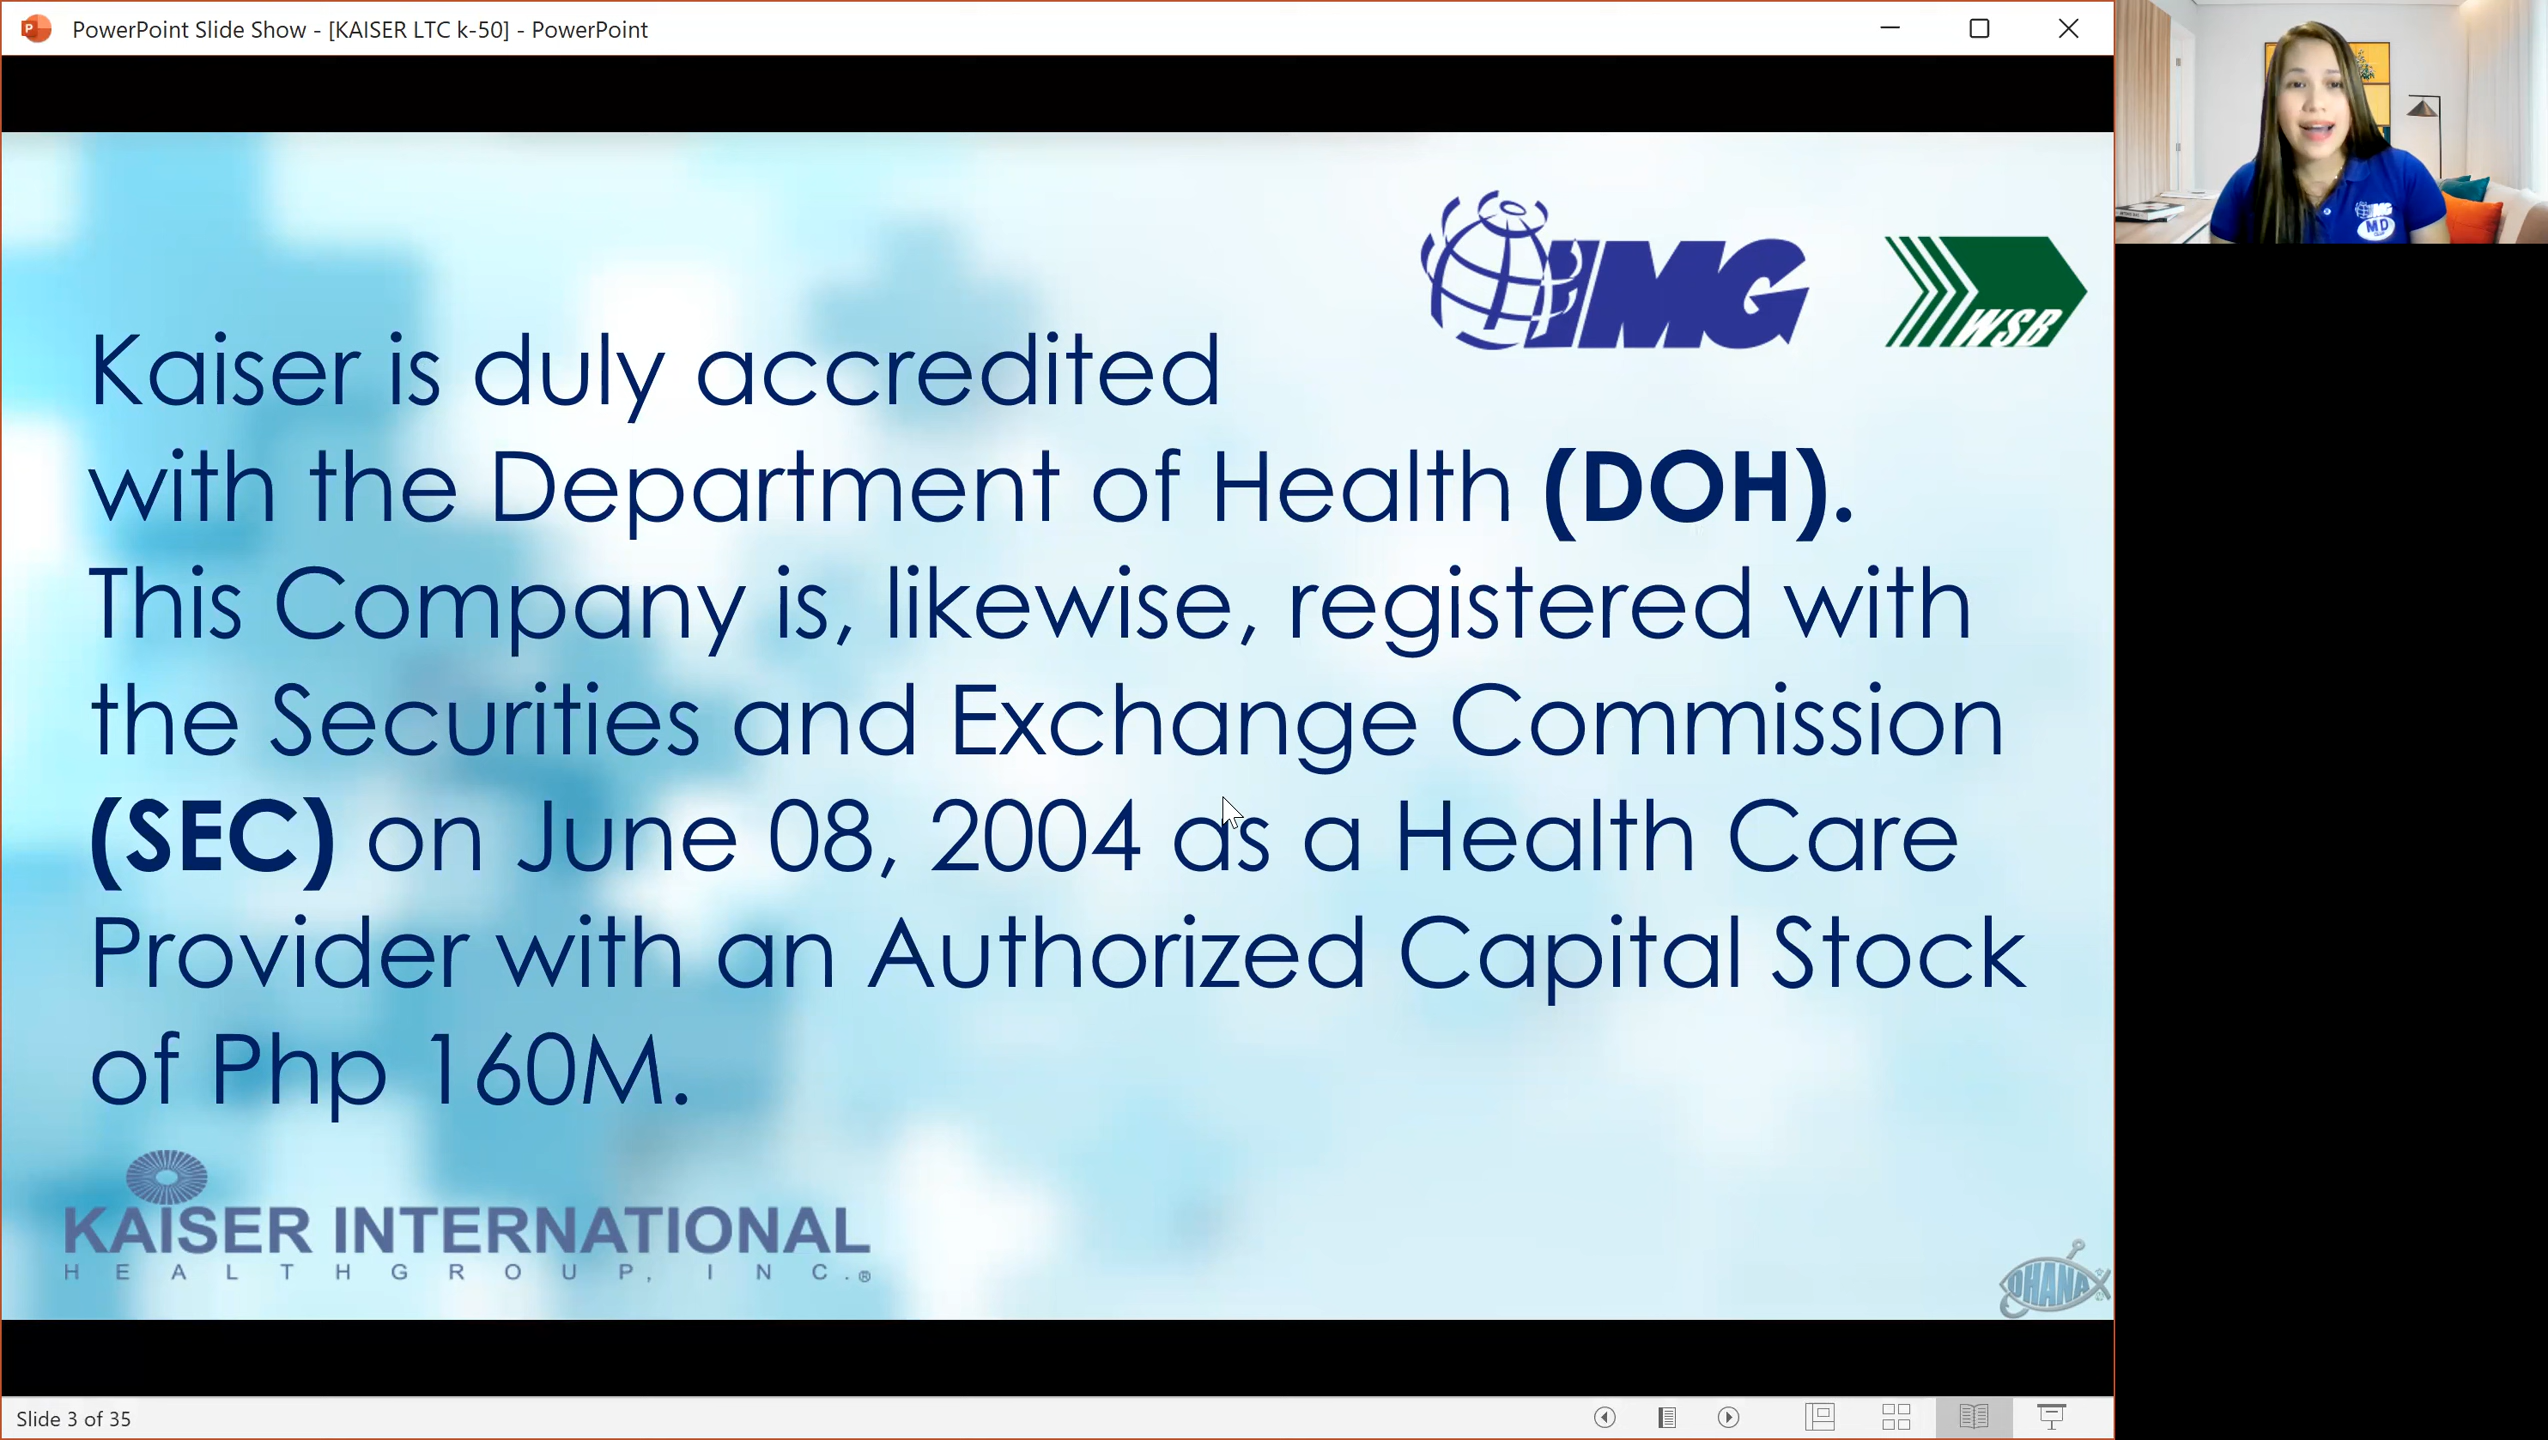 PowerPoint Slide Show - [KAISER LTC k-50] - PowerPoint
IMG
WSB
IMG
MD
Kaiser is duly accredited
with the Department of Health (DOH).
This Company is, likewise, registered with
the Securities and Exchange Commission
(SEC) on June 08, 2004 as a Health Care
Provider with an Authorized Capital Stock
of Php 160M.
KAISER INTERNATIONAL
HEALTHGROUP, INC.®
OHANA
Slide 3 of 35